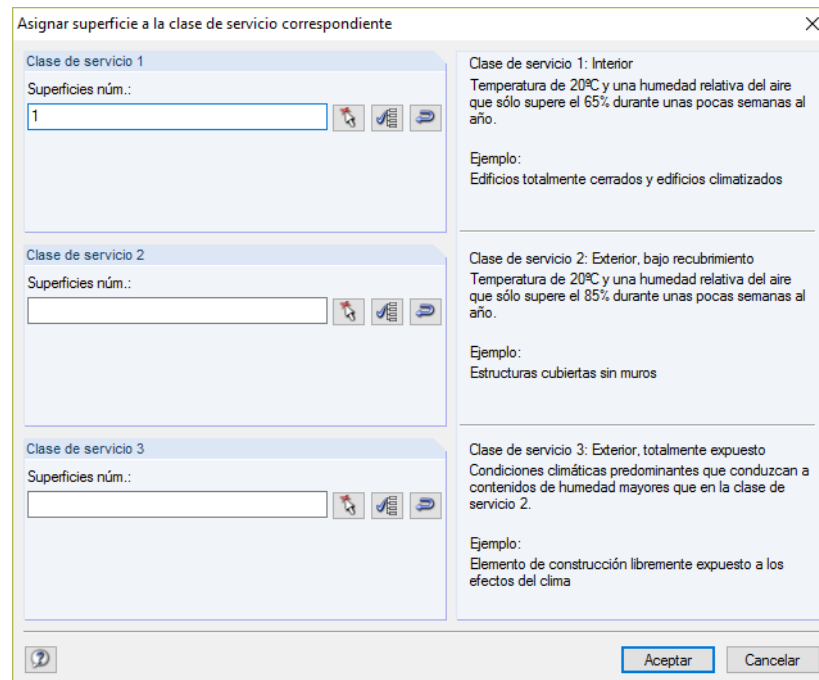 Asignar superficie a la clase de servicio correspondiente
Clase de servicio 1
Superficies núm.:
1
Clase de servicio 1: Interior
Temperatura de 20ºC y una humedad relativa del aire
que sólo supere el 65% durante unas pocas semanas al
año.
Ejemplo:
Edificios totalmente cerrados y edificios climatizados
Clase de servicio 2
Superficies núm.:
Clase de servicio 2: Exterior, bajo recubrimiento
Temperatura de 20ºC y una humedad relativa del aire
que sólo supere el 85% durante unas pocas semanas al
año.
Ejemplo:
Estructuras cubiertas sin muros
Clase de servicio 3
Superficies núm.:
Clase de servicio 3: Exterior, totalmente expuesto
Condiciones climáticas predominantes que conduzcan a
contenidos de humedad mayores que en la clase de
servicio 2.
Ejemplo:
Elemento de construcción libremente expuesto a los
efectos del clima
Aceptar
Cancelar